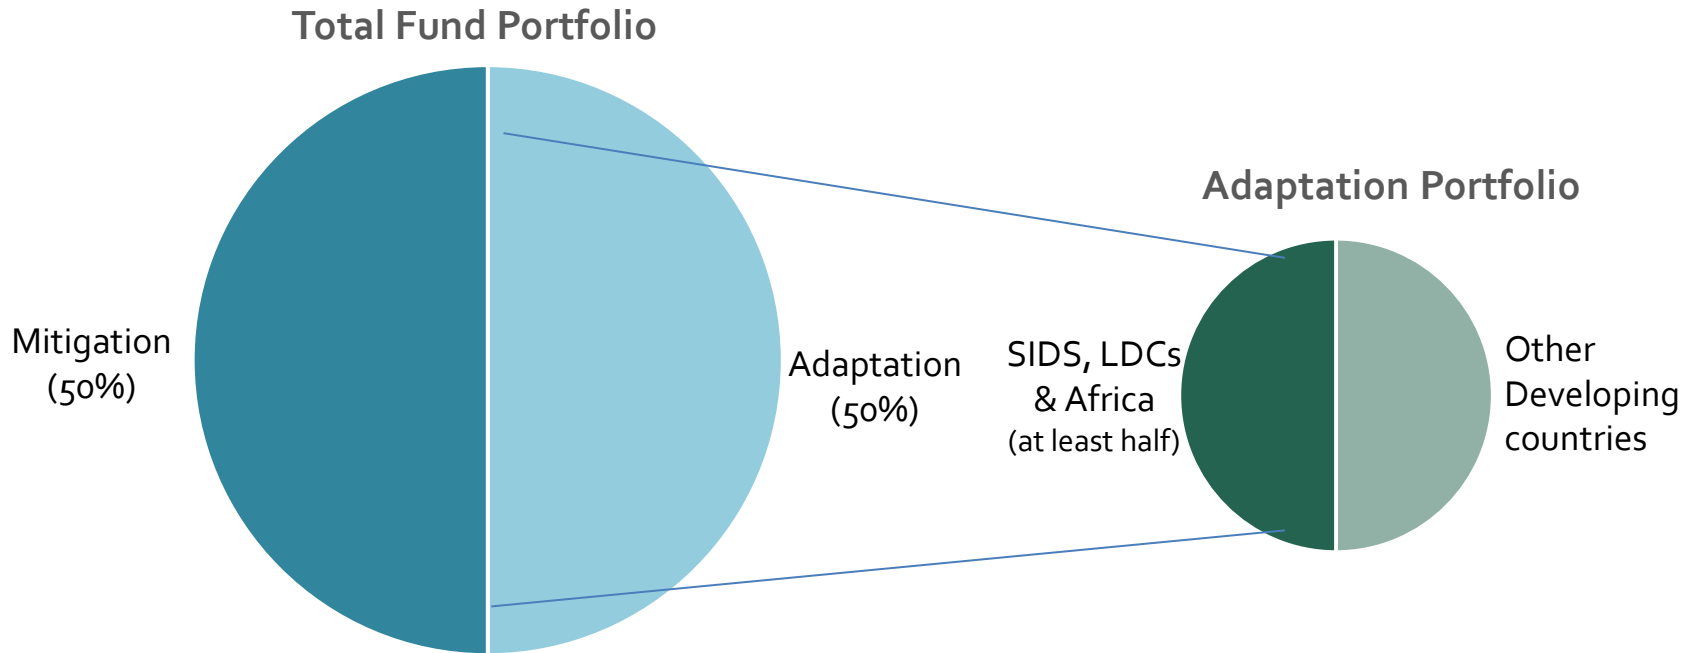 Total Fund Portfolio
Adaptation Portfolio
Mitigation
(50%)
Adaptation
(50%)
SIDS, LDCs
& Africa
(at least half)
Other
Developing
countries